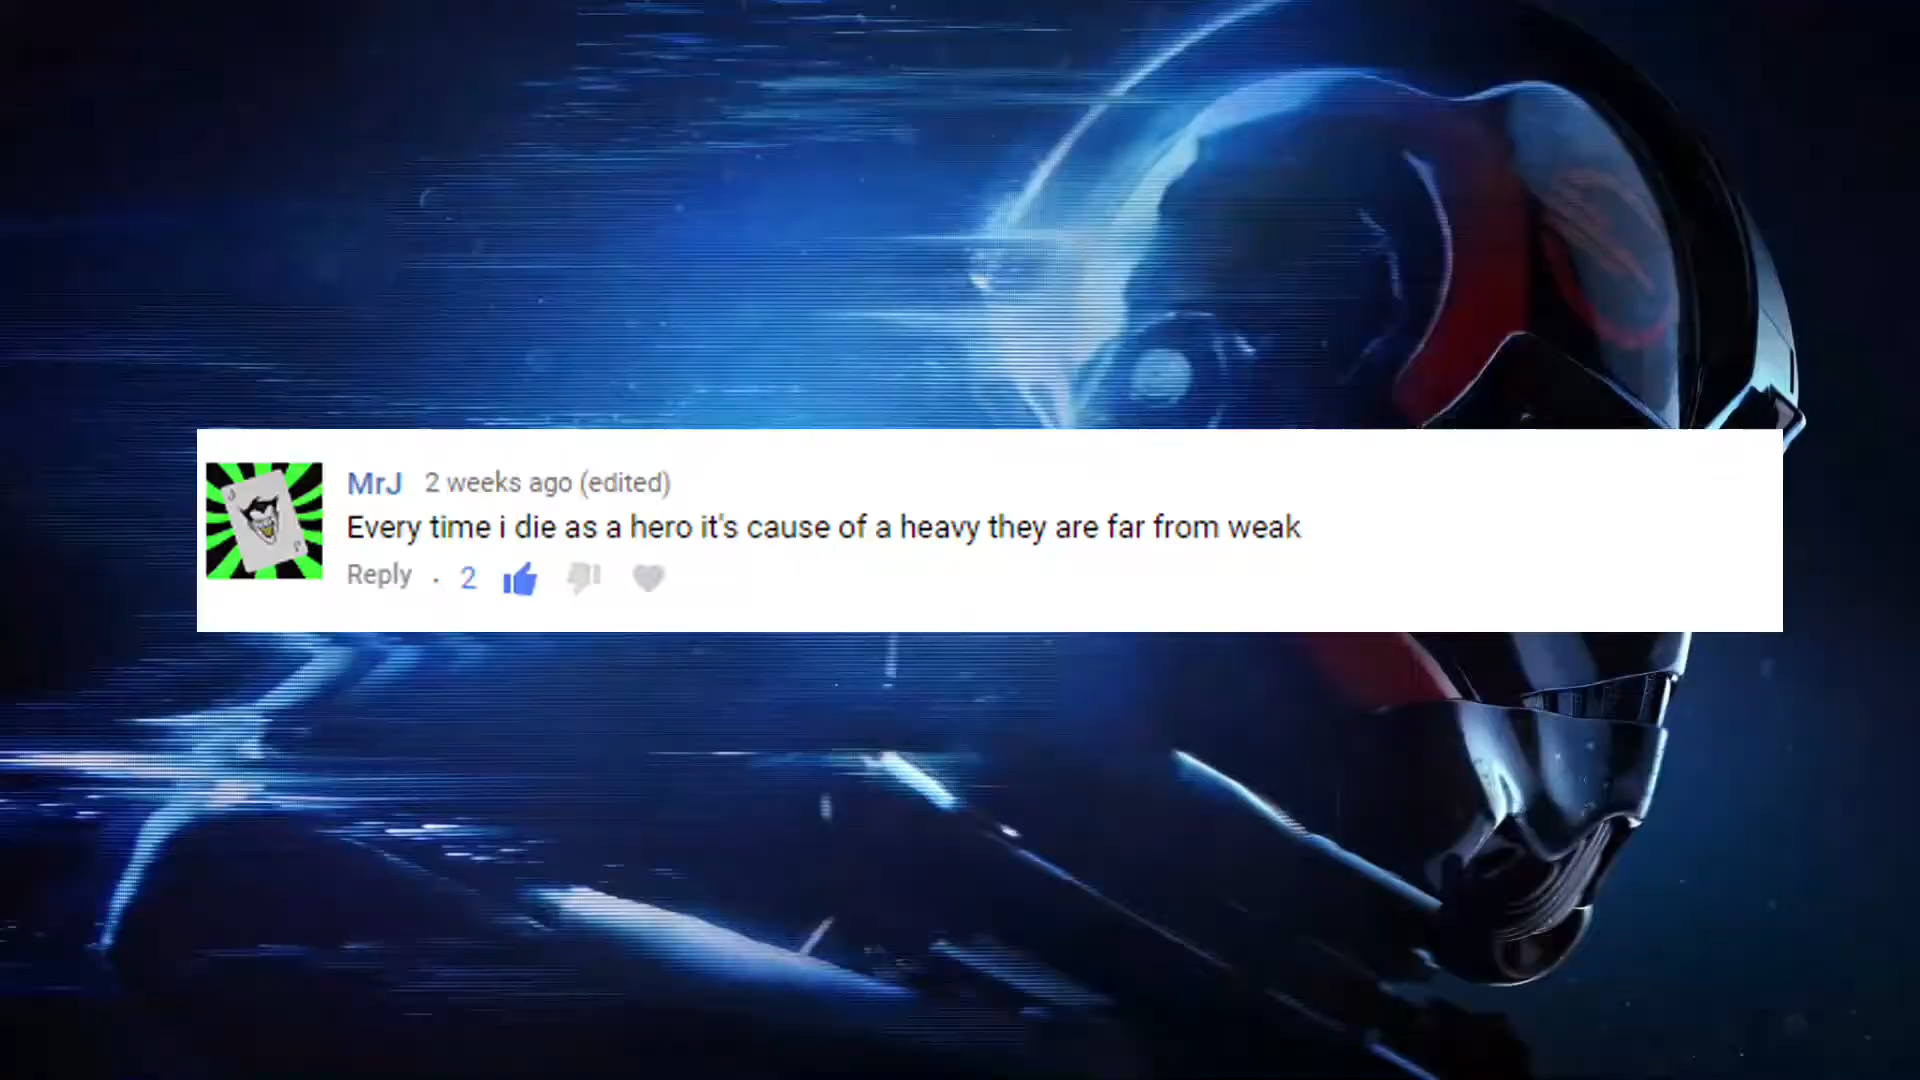 MrJ 2 weeks ago (edited)
Every time i die as a hero it's cause of a heavy they are far from weak
Reply · 2